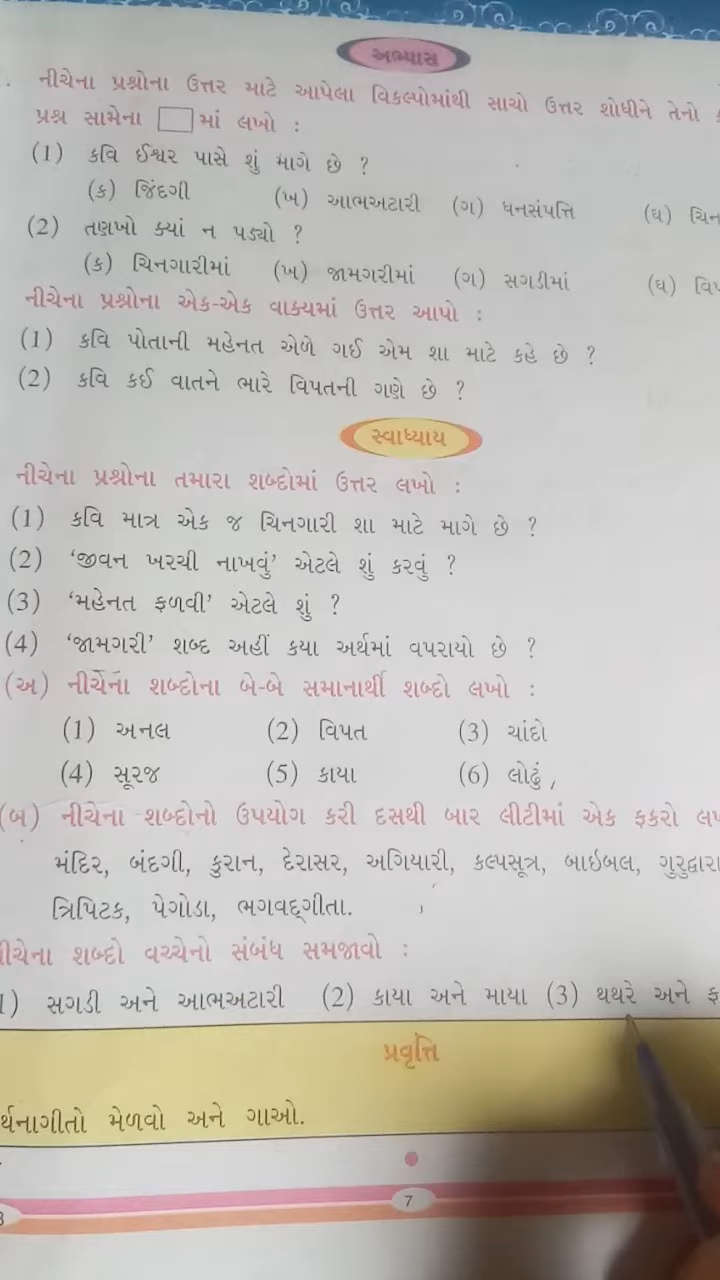 અભ્યાસ
નીચેના પ્રશ્નોના ઉત્તર માટે આપેલા વિકલ્પોમાંથી સાચો ઉત્તર શોધીને તેનો
પ્રશ્ન સામેના માં લખો :
(1) કવિ ઈશ્વર પાસે શું માગે છે ?
(ક) જિંદગી (ખ) આભઅટારી (ગ) ધનસંપત્તિ (ઘ)
(2) તણખો ક્યાં ન પડ્યો ?
(ક) ચિનગારીમાં (ખ) જામગરીમાં (ગ) સગડીમાં (ઘ)
નીચેના પ્રશ્નોના એક-એક વાક્યમાં ઉત્તર આપો :
(1) કવિ પોતાની મહેનત એળે ગઈ એમ શા માટે કહે છે ?
(2) કવિ કઈ વાતને ભારે વિપતની ગણે છે ?
સ્વાધ્યાય
નીચેના પ્રશ્નોના તમારા શબ્દોમાં ઉત્તર લખો :
(1) કવિ માત્ર એક જ ચિનગારી શા માટે માગે છે ?
(2) ‘જીવન ખરચી નાખવું’ એટલે શું કરવું ?
(3) ‘મહેનત ફળવી’ એટલે શું ?
(4) ‘જામગરી’ શબ્દ અહીં કયા અર્થમાં વપરાયો છે ?
(અ) નીચેના શબ્દોના બે-બે સમાનાર્થી શબ્દો લખો :
(1) અનલ (2) વિપત (3) ચાંદો
(4) સૂરજ (5) કાયા (6) લોઢું
(બ) નીચેના શબ્દોનો ઉપયોગ કરી દસથી બાર લીટીમાં એક ફકરો
મંદિર, બંદગી, કુરાન, દેરાસર, અગિયારી, કલ્પસૂત્ર, બાઇબલ, ગુરુદ્વારા
ત્રિપિટક, પેગોડા, ભગવદ્‌ગીતા.
શબ્દો વચ્ચેનો સંબંધ સમજાવો :
સગડી અને આભઅટારી (2) કાયા અને માયા (3) થથરે અને
પ્રવૃત્તિ
મેળવો અને ગાઓ.
7